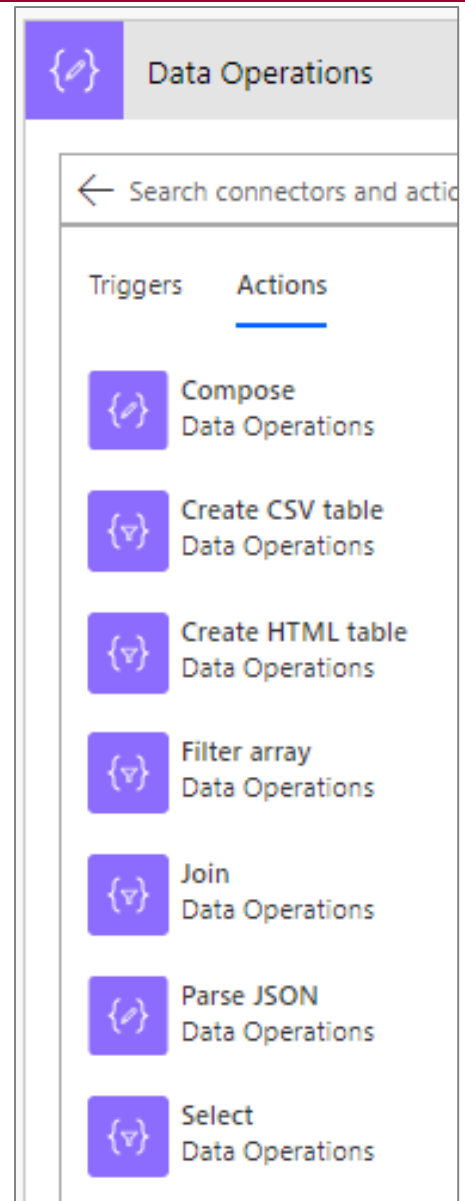 Data Operations
Search connectors and
Triggers Actions
Compose
Data Operations
Create CSV table
Data Operations
Create HTML table
Data Operations
Filter array
Data Operations
Join
Data Operations
Parse JSON
Data Operations
Select
Data Operations